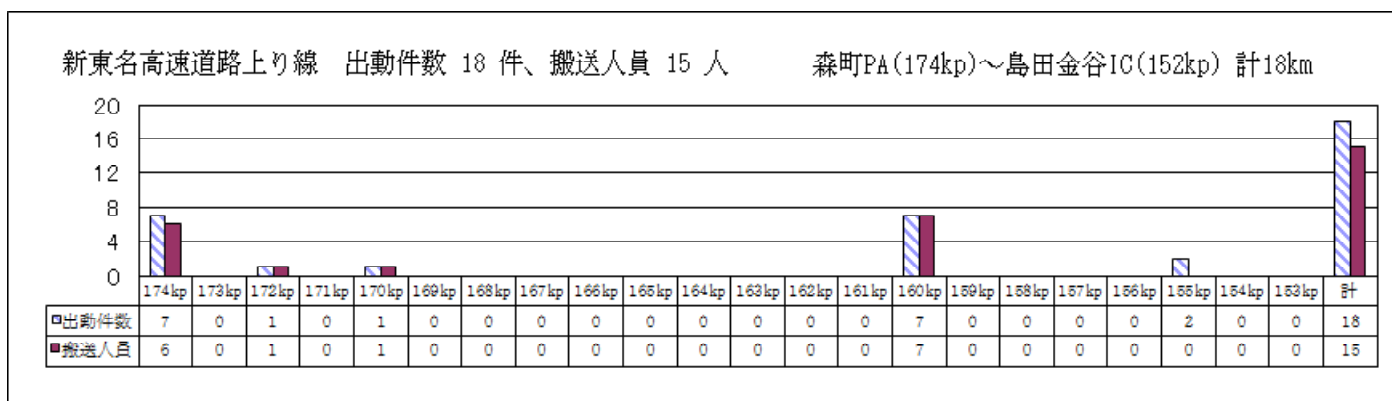 新東名高速道路上り線　出動件数 18 件、搬送人員 15 人　森町PA(174kp)～島田金谷IC(152kp) 計18km
20
16
12
8
4
0
174kp 173kp 172kp 171kp 170kp 169kp 168kp 167kp 166kp 165kp 164kp 163kp 162kp 161kp 160kp 159kp 158kp 157kp 156kp 155kp 154kp 153kp 計
出動件数 7 0 1 0 1 0 0 0 0 0 0 0 0 0 7 0 0 0 0 2 0 0 18
搬送人員 6 0 1 0 1 0 0 0 0 0 0 0 0 0 7 0 0 0 0 0 0 0 15